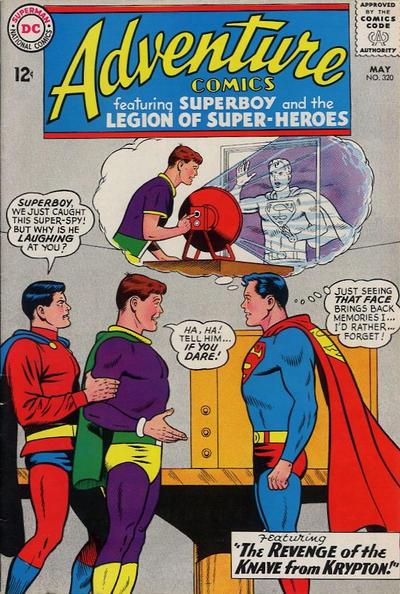 SUPERMAN
DC
NATIONAL COMICS
APPROVED
BY THE
COMICS
CODE
CA
AUTHORITY
12¢
Adventure
COMICS
MAY
NO. 320
featuring SUPERBOY and the
LEGION OF SUPER-HEROES
SUPERBOY,
WE JUST CAUGHT
THIS SUPER-SPY!
BUT WHY IS HE
LAUGHING
AT YOU?
JUST SEEING
THAT FACE
BRINGS BACK
MEMORIES I...
I'D RATHER...
FORGET!
HA, HA!
TELL HIM...
IF YOU
DARE!
Featuring
"The REVENGE of the
KNAVE from KRYPTON!"